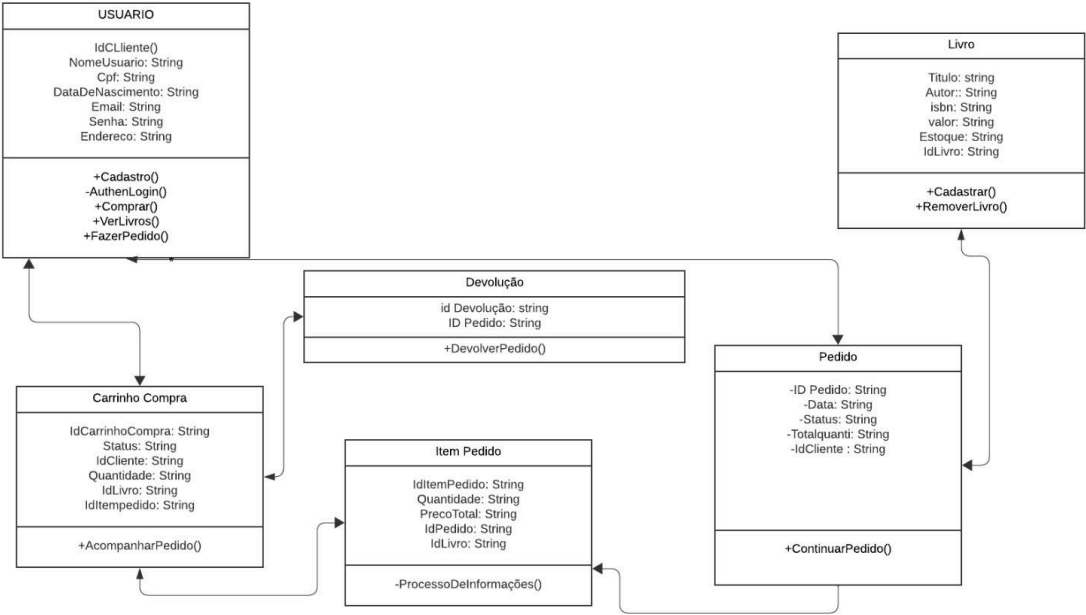 USUARIO
IdCLliente()
NomeUsuario: String
Cpf: String
DataDeNascimento: String
Email: String
Senha: String
Endereco: String
+Cadastro()
-AuthenLogin()
+Comprar()
+VerLivros()
+FazerPedido()
Livro
Titulo: string
Autor:: String
isbn: String
valor: String
Estoque: String
IdLivro: String
+Cadastrar()
+RemoverLivro()
Devolução
id Devolução: string
ID Pedido: String
+DevolverPedido()
Pedido
-ID Pedido: String
-Data: String
-Status: String
-Totalquanti: String
-IdCliente : String
+ContinuarPedido()
Carrinho Compra
IdCarrinhoCompra: String
Status: String
IdCliente: String
Quantidade: String
IdLivro: String
IdItempedido: String
+AcompanharPedido()
Item Pedido
IdItemPedido: String
Quantidade: String
PrecoTotal: String
IdPedido: String
IdLivro: String
-ProcessoDeInformações()